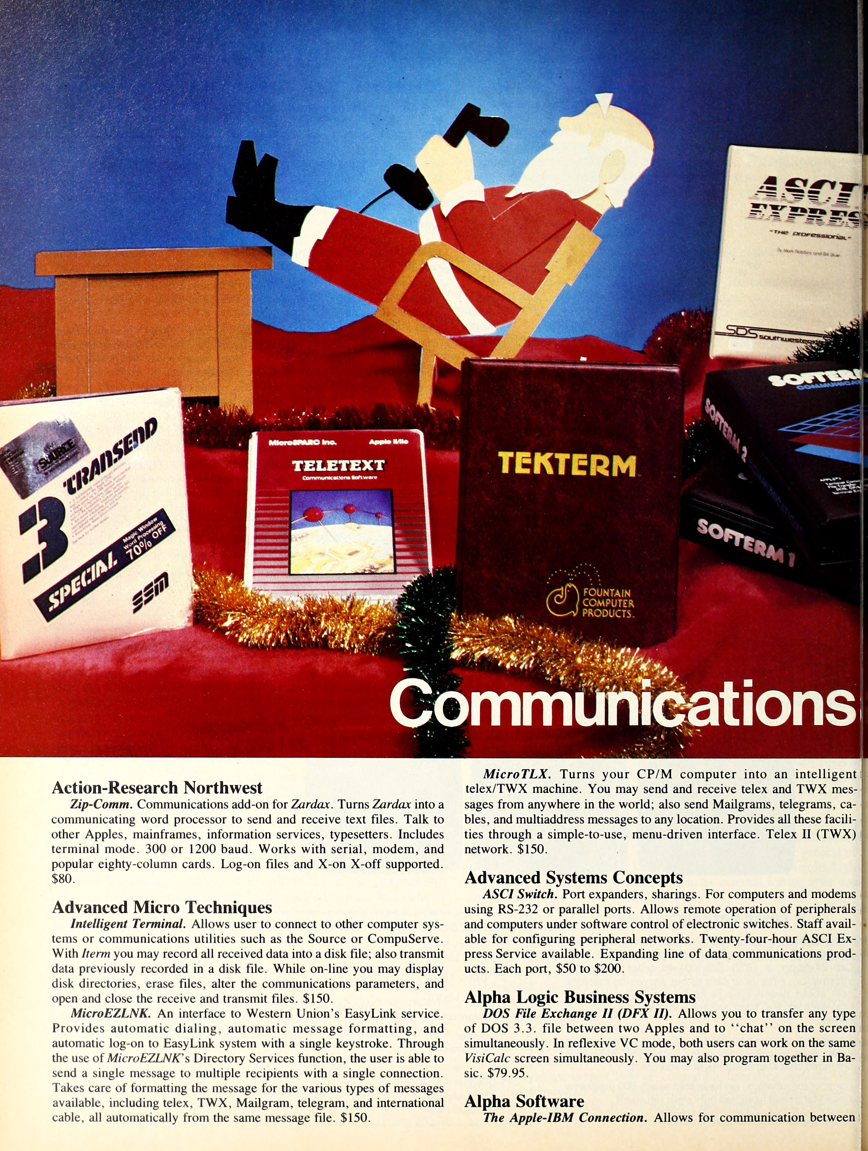 ASCI
EXPRES
"THE professional"
By Mark Robbins and Bill Blue
SDS southwestern
SOFTERM
COMMUNICAT
SOFTERM 2
SOFTERM 1
SOURCE
3 TRANSEND
SPECIAL
Magic Window
Word Processing
70% OFF
SSM
MicroSPARC Inc. Apple II/IIe
TELETEXT
Communications Software
TEKTERM
FOUNTAIN
COMPUTER
PRODUCTS.
Communications
Action-Research Northwest
Zip-Comm. Communications add-on for Zardax. Turns Zardax into a
communicating word processor to send and receive text files. Talk to
other Apples, mainframes, information services, typesetters. Includes
terminal mode. 300 or 1200 baud. Works with serial, modem, and
popular eighty-column cards. Log-on files and X-on X-off supported.
$80.
Advanced Micro Techniques
Intelligent Terminal. Allows user to connect to other computer sys-
tems or communications utilities such as the Source or CompuServe.
With Iterm you may record all received data into a disk file; also transmit
data previously recorded in a disk file. While on-line you may display
disk directories, erase files, alter the communications parameters, and
open and close the receive and transmit files. $150.
MicroEZLNK. An interface to Western Union's EasyLink service.
Provides automatic dialing, automatic message formatting, and
automatic log-on to EasyLink system with a single keystroke. Through
the use of MicroEZLNK's Directory Services function, the user is able to
send a single message to multiple recipients with a single connection.
Takes care of formatting the message for the various types of messages
available, including telex, TWX, Mailgram, telegram, and international
cable, all automatically from the same message file. $150.
MicroTLX. Turns your CP/M computer into an intelligent
telex/TWX machine. You may send and receive telex and TWX mes-
sages from anywhere in the world; also send Mailgrams, telegrams, ca-
bles, and multiaddress messages to any location. Provides all these facili-
ties through a simple-to-use, menu-driven interface. Telex II (TWX)
network. $150.
Advanced Systems Concepts
ASCI Switch. Port expanders, sharings. For computers and modems
using RS-232 or parallel ports. Allows remote operation of peripherals
and computers under software control of electronic switches. Staff avail-
able for configuring peripheral networks. Twenty-four-hour ASCI Ex-
press Service available. Expanding line of data communications prod-
ucts. Each port, $50 to $200.
Alpha Logic Business Systems
DOS File Exchange II (DFX II). Allows you to transfer any type
of DOS 3.3. file between two Apples and to "chat" on the screen
simultaneously. In reflexive VC mode, both users can work on the same
VisiCalc screen simultaneously. You may also program together in Ba-
sic. $79.95.
Alpha Software
The Apple-IBM Connection. Allows for communication between